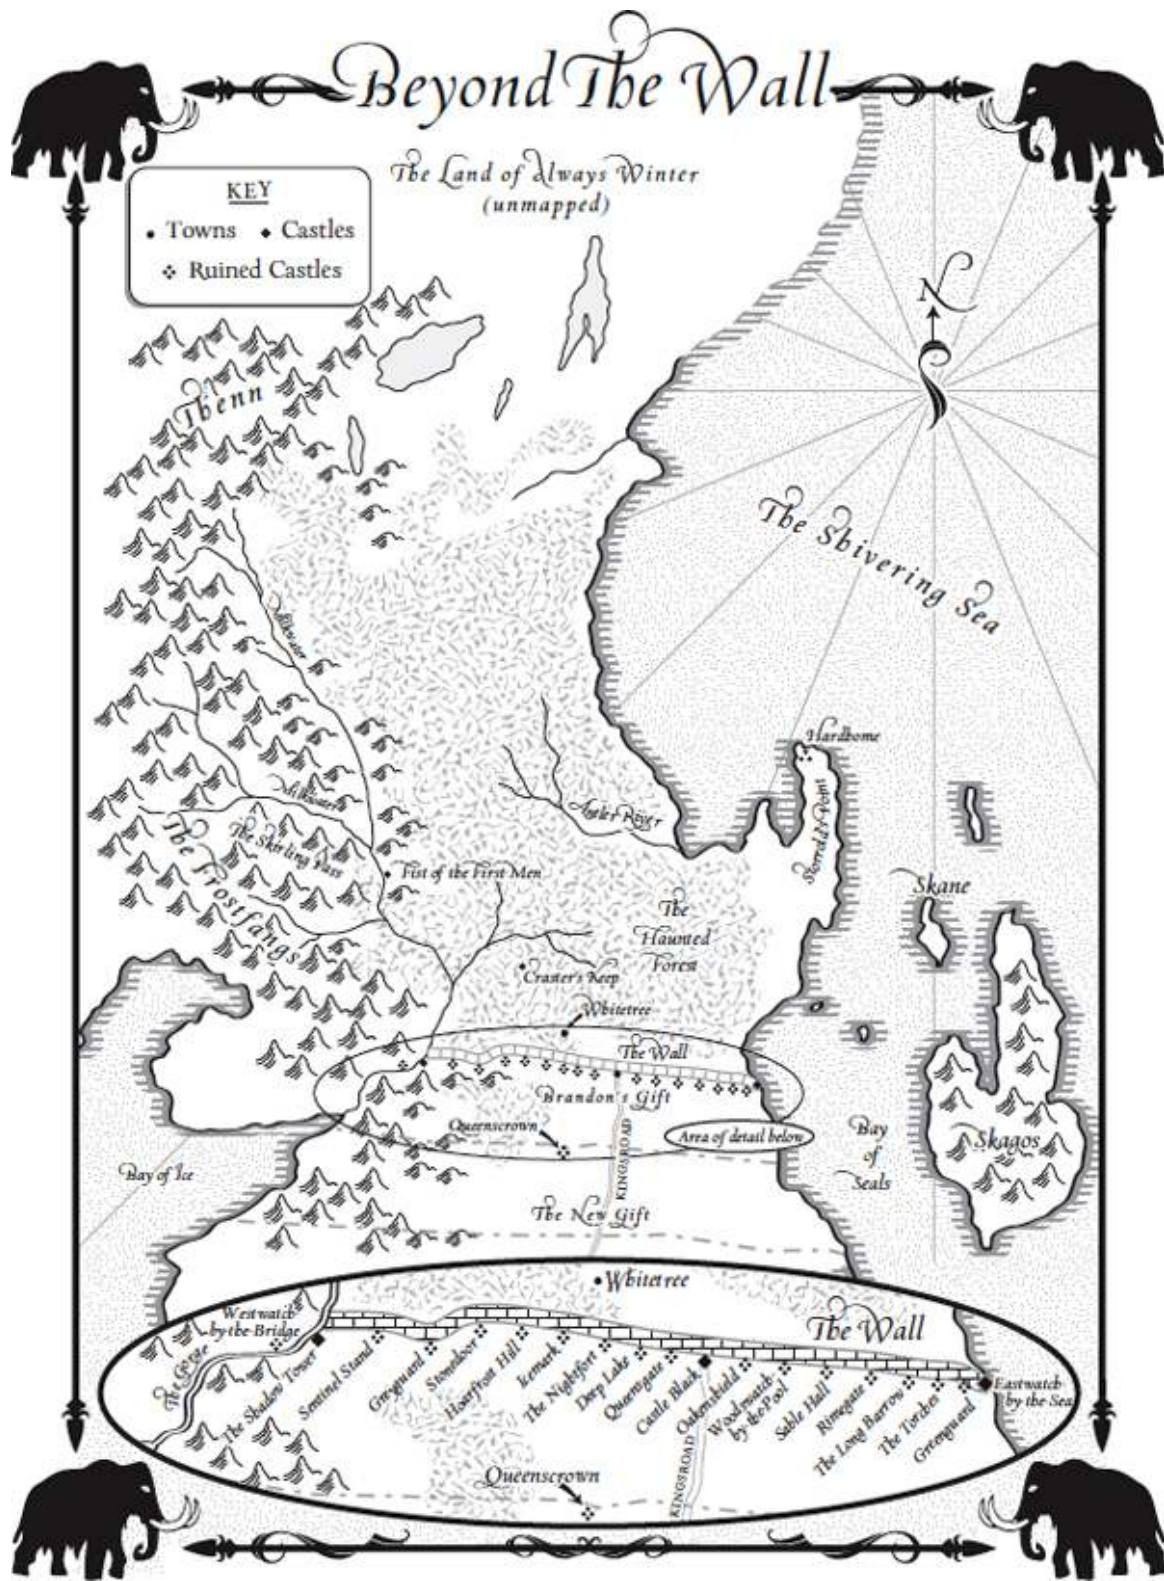 Beyond The Wall
The Land of Always Winter
(unmapped)
KEY
Towns
Castles
Ruined Castles
Thenn
The Shivering Sea
Milkwater
Hardhome
Storrold's Point
Antler River
Milkwater
The Skirling Pass
The Frostfangs
Fist of the First Men
Skane
The
Haunted
Forest
Craster's Keep
Whitetree
The Wall
Brandon's Gift
Queenscrown
Area of detail below
KINGSROAD
Bay
of
Seals
Skagos
Bay of Ice
The New Gift
Whitetree
The Wall
Westwatch
by-the-Bridge
The Gorge
The Shadow Tower
Sentinel Stand
Greyguard
Stonedoor
Hoarfrost Hill
Icemark
The Nightfort
Deep Lake
Queensgate
Castle Black
Oakenshield
Woodswatch
by-the-Pool
Sable Hall
Rimegate
The Long Barrow
The Torches
Greenguard
Eastwatch
by-the-Sea
Queenscrown
KINGSROAD
N